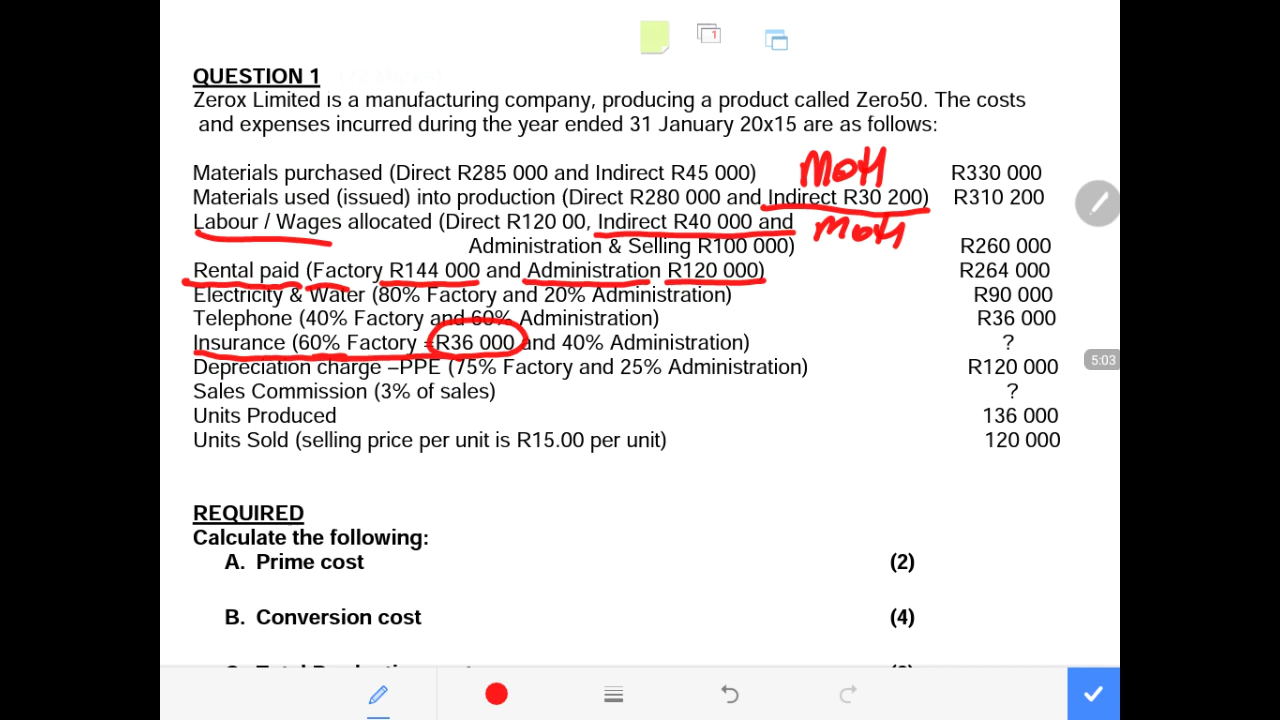 1
QUESTION 1
Zerox Limited is a manufacturing company, producing a product called Zero50. The costs
and expenses incurred during the year ended 31 January 20x15 are as follows:
MOH
Materials purchased (Direct R285 000 and Indirect R45 000) R330 000
Materials used (issued) into production (Direct R280 000 and Indirect R30 200) R310 200
Labour / Wages allocated (Direct R120 00, Indirect R40 000 and MOH
Administration & Selling R100 000) R260 000
Rental paid (Factory R144 000 and Administration R120 000) R264 000
Electricity & Water (80% Factory and 20% Administration) R90 000
Telephone (40% Factory and 60% Administration) R36 000
Insurance (60% Factory =R36 000 and 40% Administration) ?
5:03
Depreciation charge –PPE (75% Factory and 25% Administration) R120 000
Sales Commission (3% of sales) ?
Units Produced 136 000
Units Sold (selling price per unit is R15.00 per unit) 120 000
REQUIRED
Calculate the following:
A. Prime cost (2)
B. Conversion cost (4)